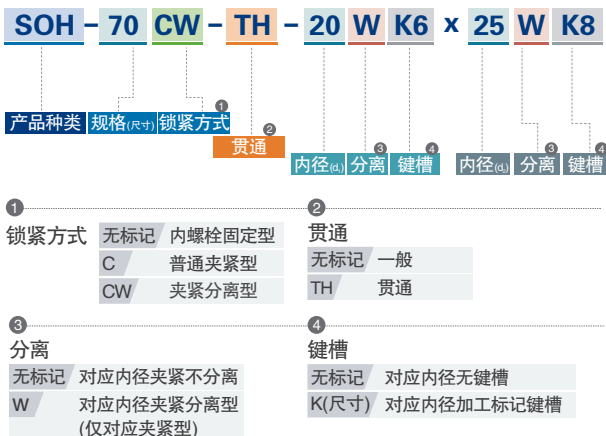 SOH – 70 CW – TH – 20 W K6 x 25 W K8
产品种类 规格(尺寸) 锁紧方式 1
贯通 2
内径(d₁) 分离 3 键槽 4 内径(d₂) 分离 3 键槽 4
1
锁紧方式
无标记 内螺栓固定型
C 普通夹紧型
CW 夹紧分离型
2
贯通
无标记 一般
TH 贯通
3
分离
无标记 对应内径夹紧不分离
W 对应内径夹紧分离型
(仅对应夹紧型)
4
键槽
无标记 对应内径无键槽
K(尺寸) 对应内径加工标记键槽